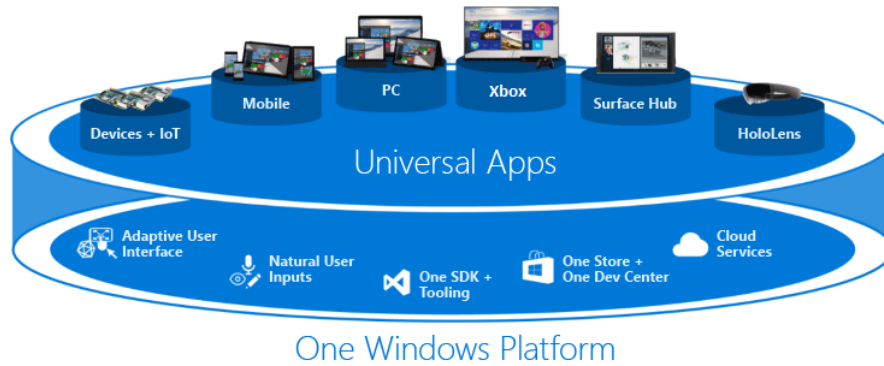 Devices + IoT
Mobile
PC
Xbox
Surface Hub
HoloLens
Universal Apps
Adaptive User
Interface
Natural User
Inputs
One SDK +
Tooling
One Store +
One Dev Center
Cloud
Services
One Windows Platform